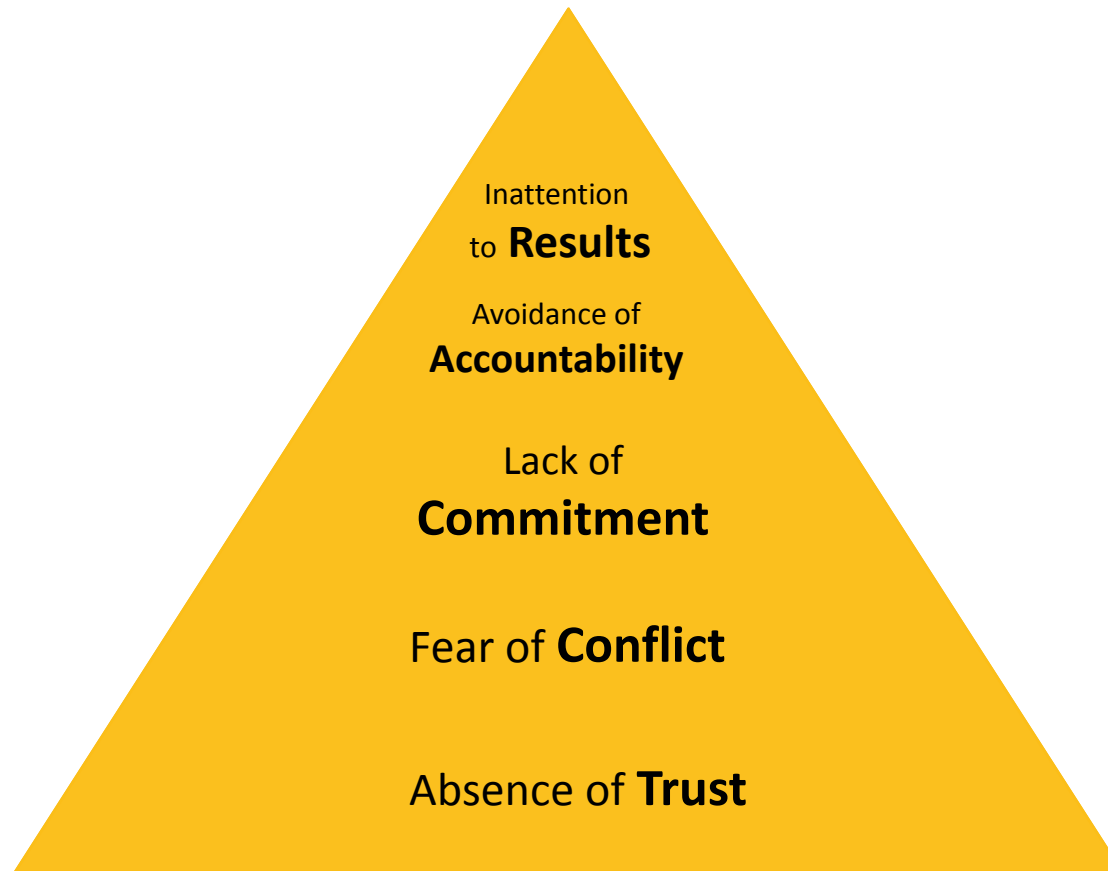 Inattention
to Results
Avoidance of
Accountability
Lack of
Commitment
Fear of Conflict
Absence of Trust